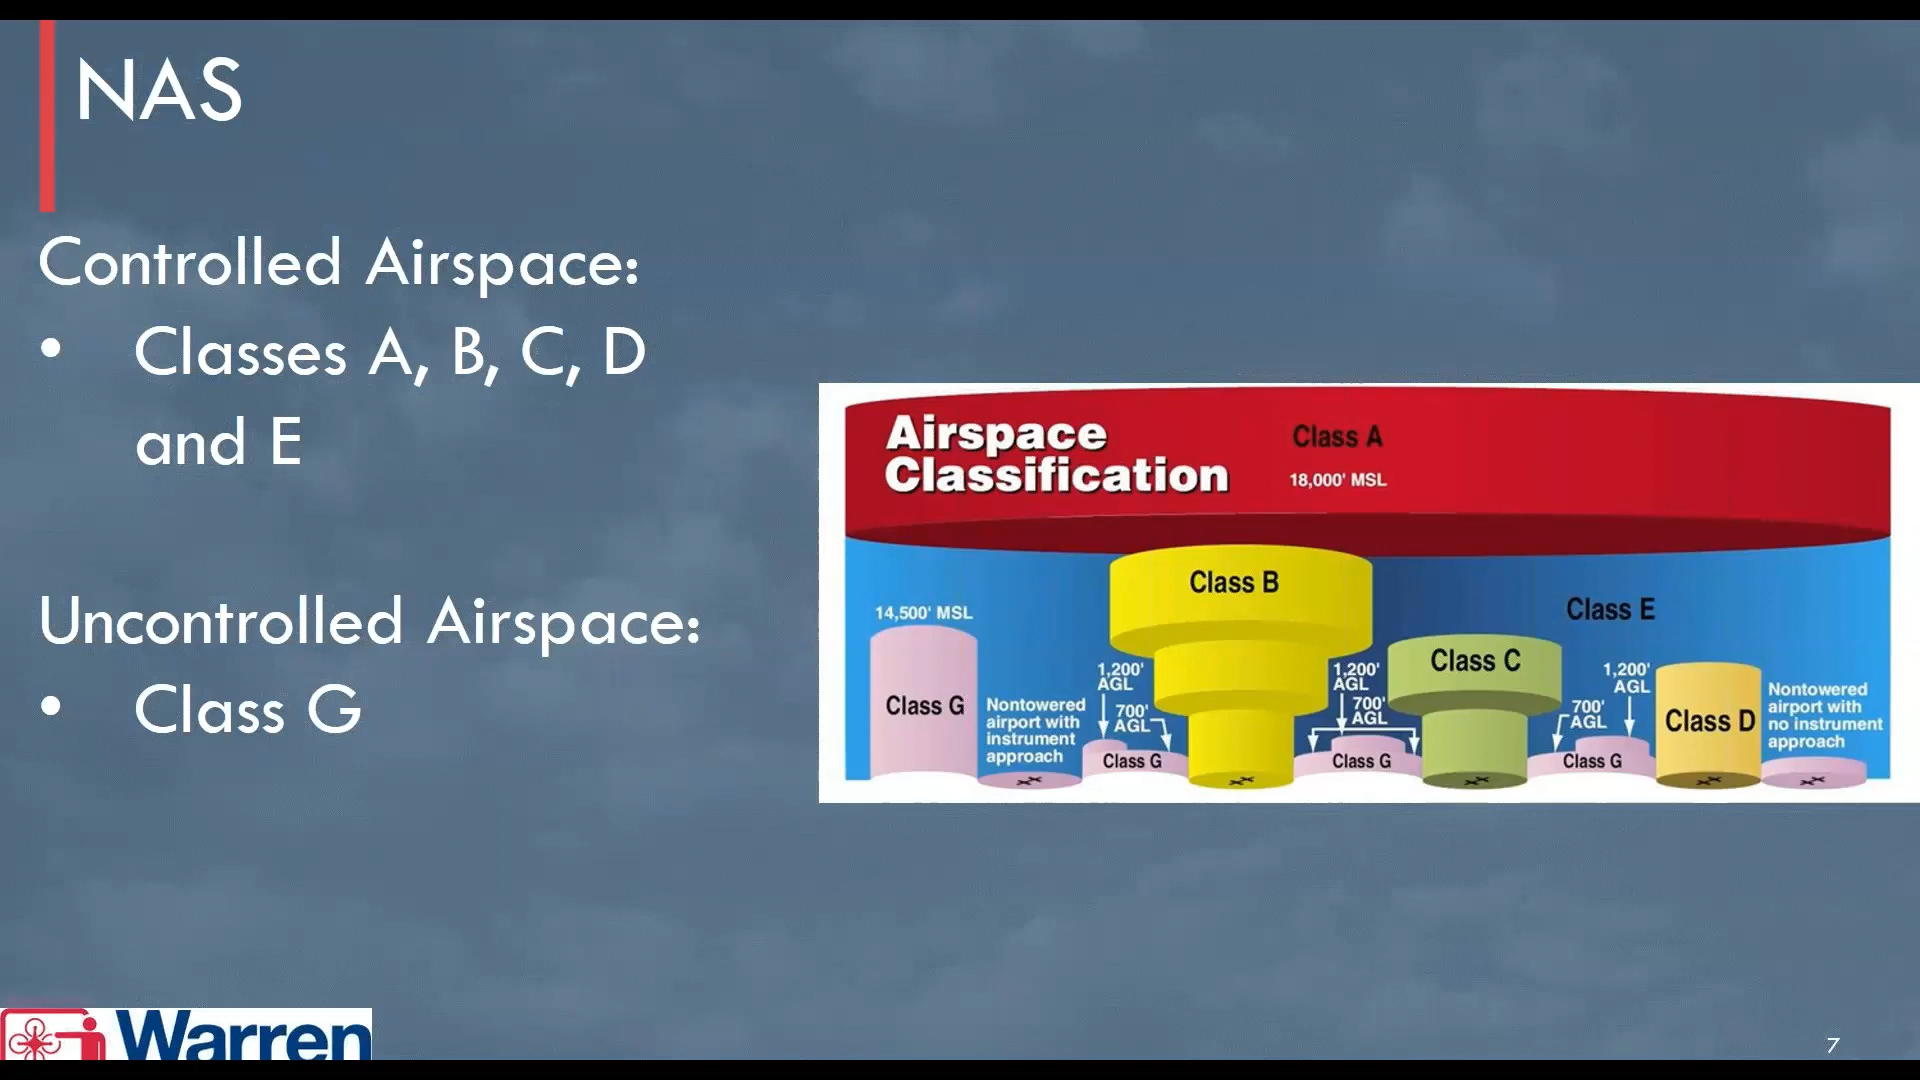 NAS
Controlled Airspace:
• Classes A, B, C, D
and E
Uncontrolled Airspace:
• Class G
Airspace
Classification
Class A
18,000' MSL
Class B
Class E
14,500' MSL
Class C
Class G
1,200'
AGL
700'
AGL
Nontowered
airport with
instrument
approach
Class G
1,200'
AGL
700'
AGL
Class G
1,200'
AGL
700'
AGL
Class G
Class D
Nontowered
airport with
no instrument
approach
Warren
7